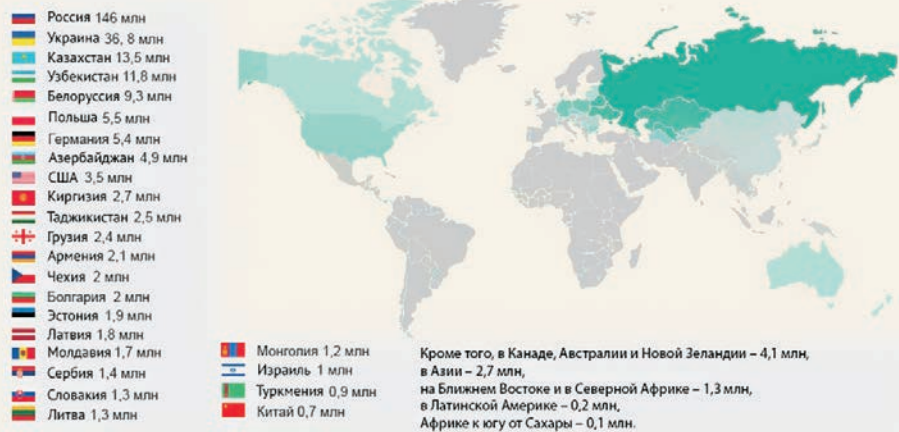 Россия 146 млн
Украина 36, 8 млн
Казахстан 13,5 млн
Узбекистан 11,8 млн
Белоруссия 9,3 млн
Польша 5,5 млн
Германия 5,4 млн
Азербайджан 4,9 млн
США 3,5 млн
Киргизия 2,7 млн
Таджикистан 2,5 млн
Грузия 2,4 млн
Армения 2,1 млн
Чехия 2 млн
Болгария 2 млн
Эстония 1,9 млн
Латвия 1,8 млн
Молдавия 1,7 млн
Сербия 1,4 млн
Словакия 1.3 млн
Литва 1,3 млн
Монголия 1,2 млн
Израиль 1 млн
Туркмения 0,9 млн
Китай 0,7 млн
Кроме того, в Канаде, Австралии и Новой Зеландии – 4,1 млн,
в Азии – 2,7 млн,
на Ближнем Востоке и в Северной Африке – 1,3 млн,
в Латинской Америке – 0,2 млн,
Африке к югу от Сахары – 0,1 млн.